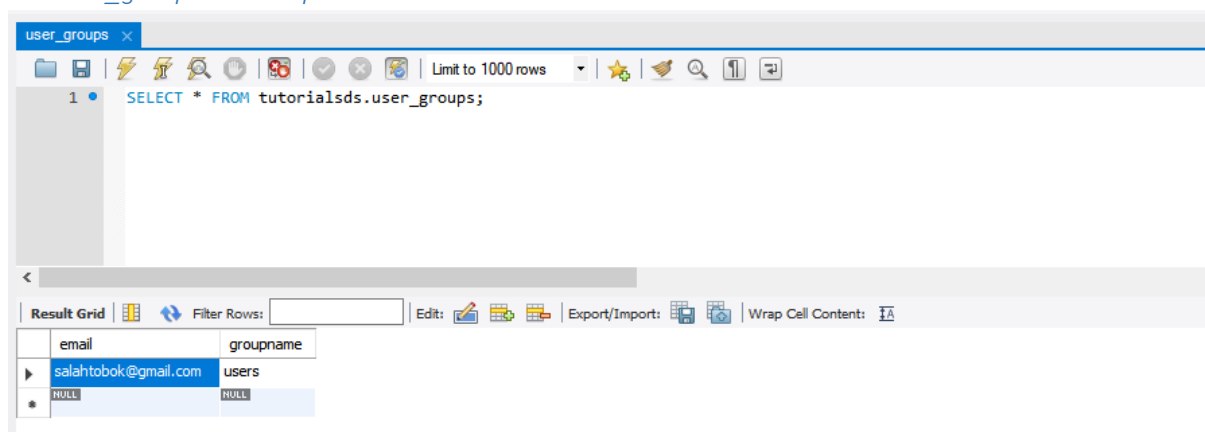 user_groups ×
Limit to 1000 rows
1 SELECT * FROM tutorialsds.user_groups;
Result Grid Filter Rows: Edit: Export/Import: Wrap Cell Content:
email groupname
salahtobok@gmail.com users
NULL NULL